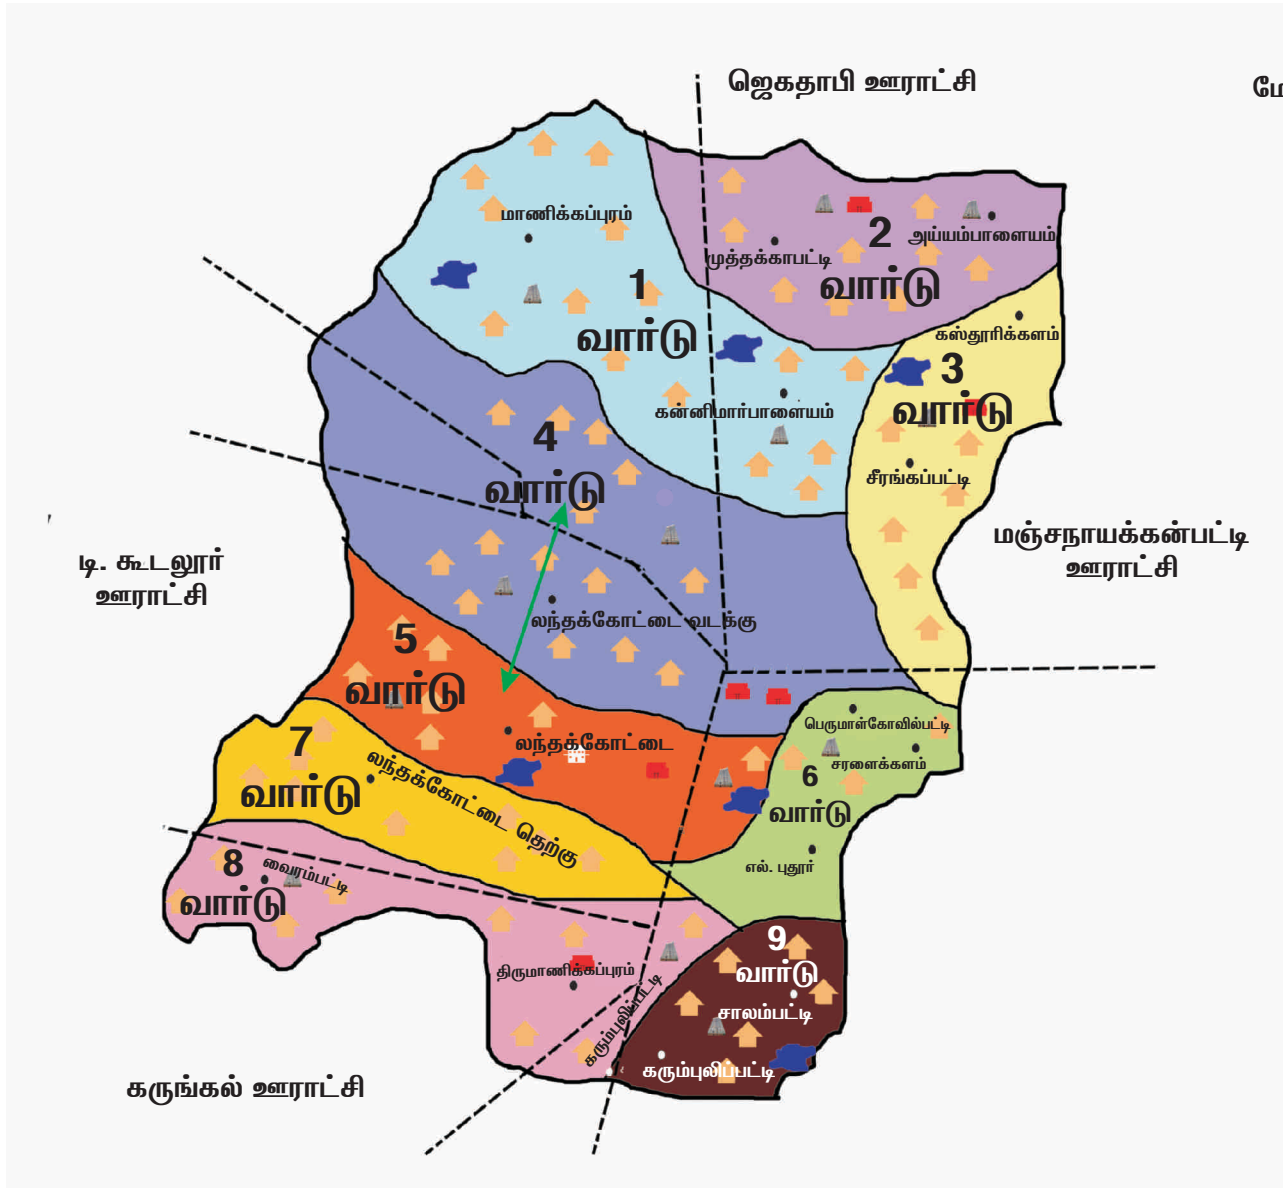 ஜெகதாபி ஊராட்சி
மே
மாணிக்கப்புரம்
1
வார்டு
கன்னிமார்பாளையம்
2
வார்டு
முத்தக்காபட்டி
அய்யம்பாளையம்
கஸ்தூரிக்களம்
3
வார்டு
சீரங்கப்பட்டி
4
வார்டு
லந்தக்கோட்டை வடக்கு
மஞ்சநாயக்கன்பட்டி
ஊராட்சி
டி. கூடலூர்
ஊராட்சி
5
வார்டு
லந்தக்கோட்டை
பெருமாள்கோவில்பட்டி
சரளைக்களம்
6
வார்டு
எல். புதூர்
7
வார்டு
லந்தக்கோட்டை தெற்கு
8
வார்டு
வைரம்பட்டி
திருமாணிக்கப்புரம்
கரும்புலிப்பட்டி
9
வார்டு
சாலம்பட்டி
கரும்புலிப்பட்டி
கருங்கல் ஊராட்சி